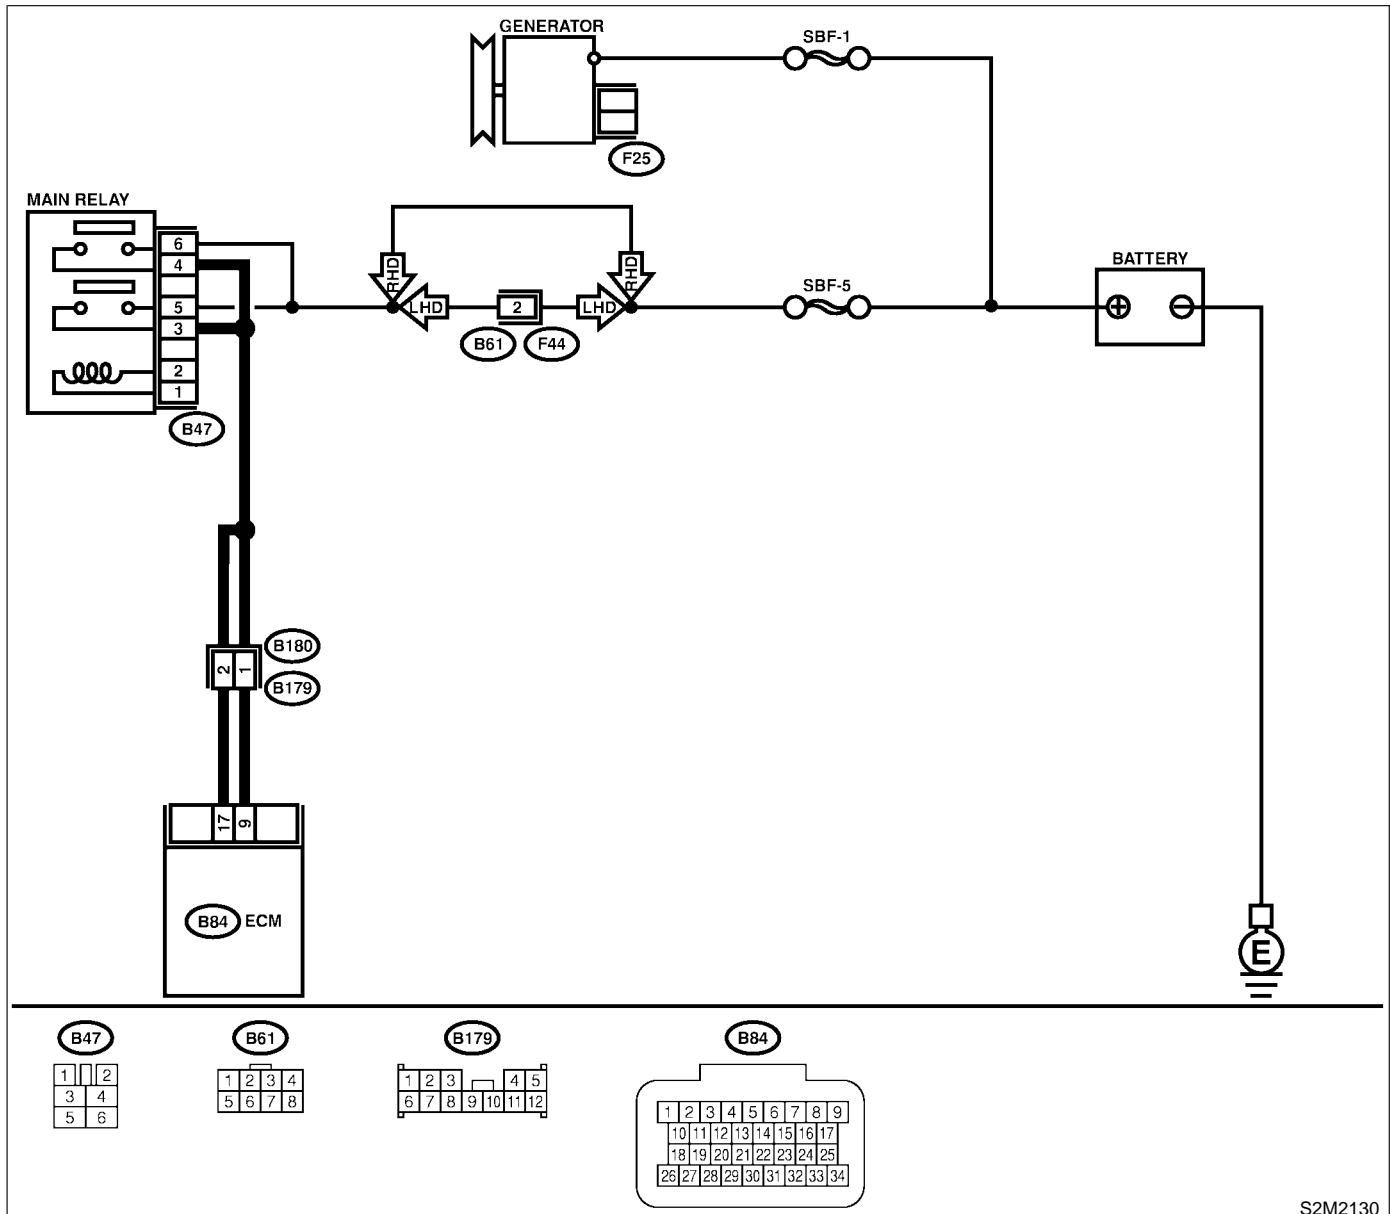 GENERATOR
SBF-1
F25
MAIN RELAY
6
4
5
3
2
1
B47
RHD
LHD
2
LHD
RHD
B61
F44
SBF-5
BATTERY
B180
2 1
B179
17 9
B84 ECM
E
B47
B61
B179
B84
1 2
3 4
5 6
1 2 3 4
5 6 7 8
1 2 3 4 5
6 7 8 9 10 11 12
1 2 3 4 5 6 7 8 9
10 11 12 13 14 15 16 17
18 19 20 21 22 23 24 25
26 27 28 29 30 31 32 33 34
S2M2130